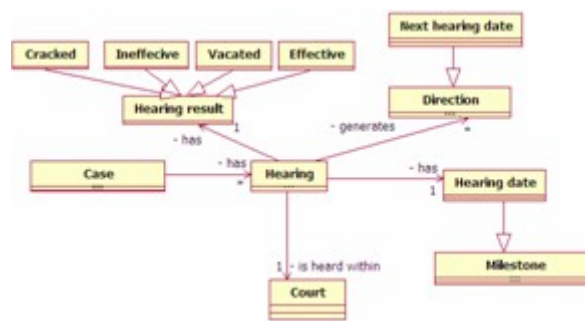 Next hearing date
Cracked
Ineffecive
Vacated
Effective
Hearing result
Direction
...
1
- generates
*
- has
Case
...
- has
*
Hearing
...
- has
1
Hearing date
1 - is heard within
Milestone
...
Court